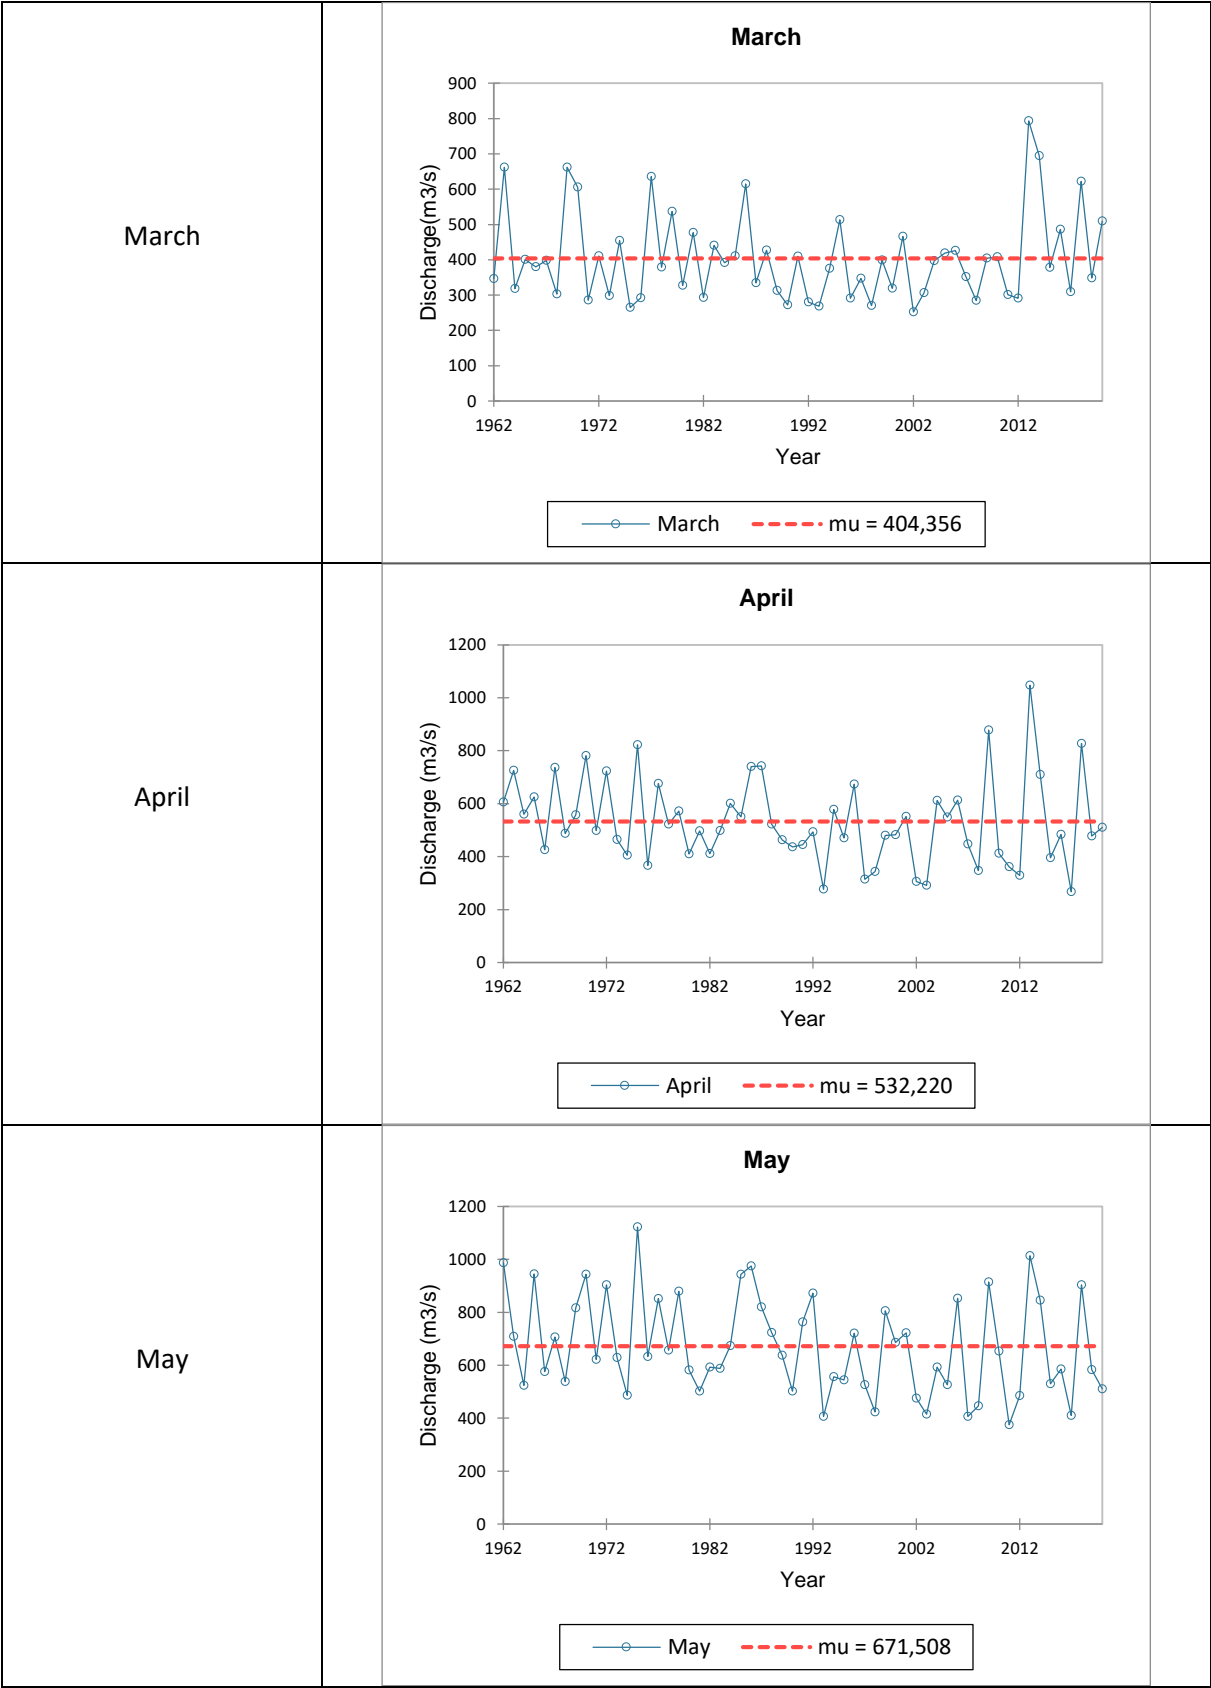 March
March
900
800
700
600
500
400
300
200
100
0
Discharge(m3/s)
1962 1972 1982 1992 2002 2012
Year
March mu = 404,356
April
April
1200
1000
800
600
400
200
0
Discharge (m3/s)
1962 1972 1982 1992 2002 2012
Year
April mu = 532,220
May
May
1200
1000
800
600
400
200
0
Discharge (m3/s)
1962 1972 1982 1992 2002 2012
Year
May mu = 671,508